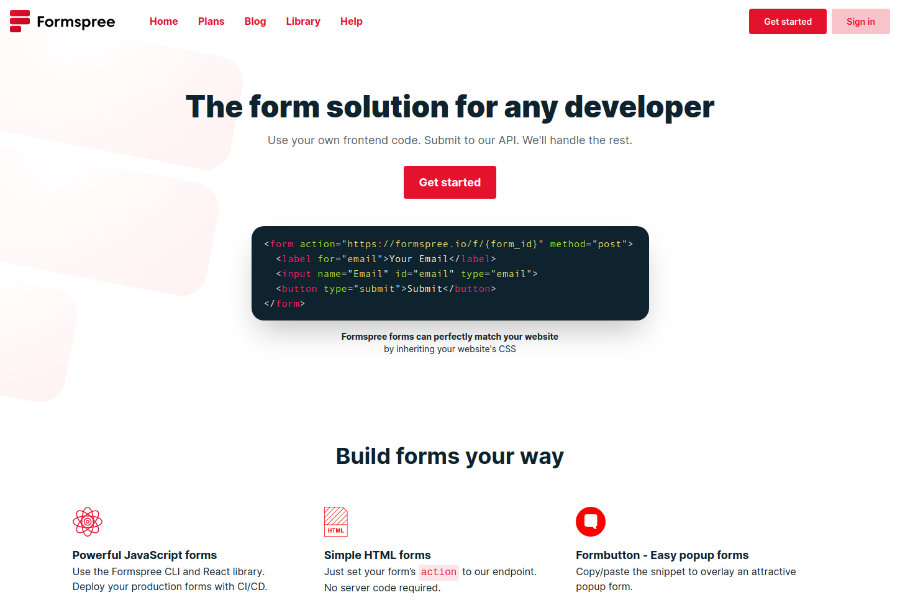 Formspree Home Plans Blog Library Help Get started Sign in
The form solution for any developer
Use your own frontend code. Submit to our API. We'll handle the rest.
Get started
<form action="https://formspree.io/f/{form_id}" method="post">
<label for="email">Your Email</label>
<input name="Email" id="email" type="email">
<button type="submit">Submit</button>
</form>
Formspree forms can perfectly match your website
by inheriting your website's CSS
Build forms your way
HTML
Powerful JavaScript forms
Use the Formspree CLI and React library.
Deploy your production forms with CI/CD.
Simple HTML forms
Just set your form's action to our endpoint.
No server code required.
Formbutton - Easy popup forms
Copy/paste the snippet to overlay an attractive
popup form.